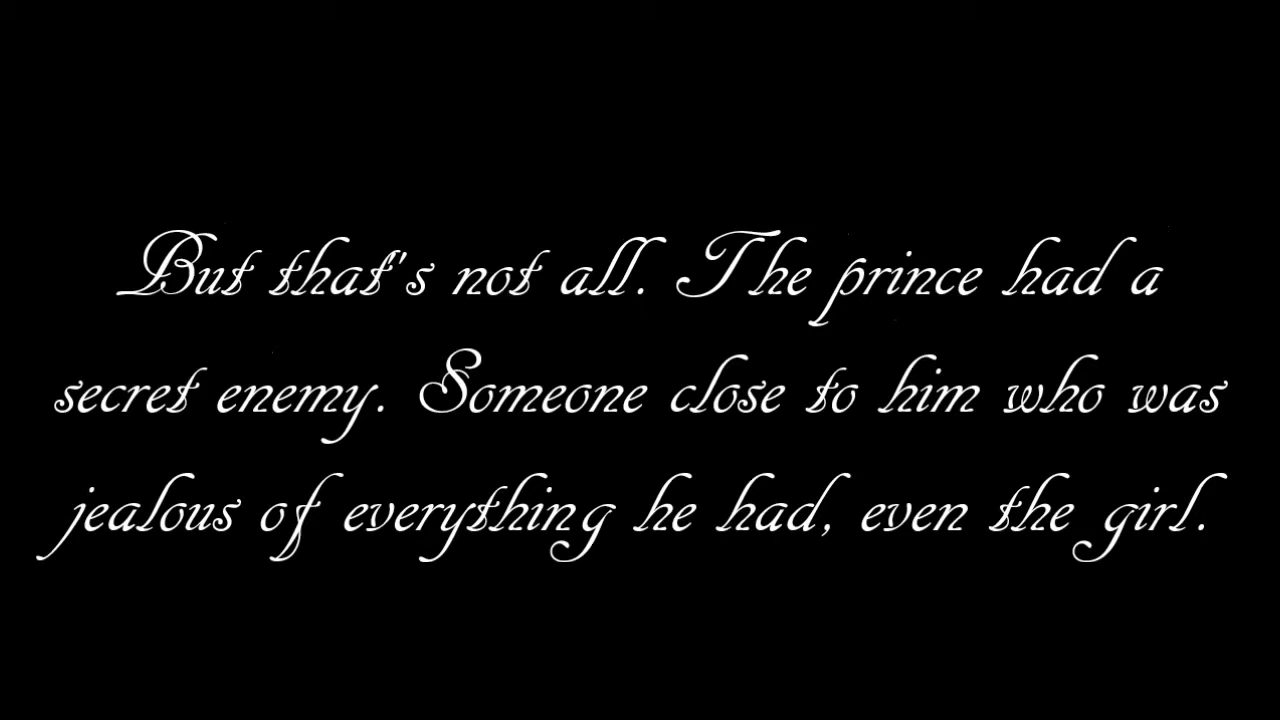 But that's not all. The prince had a
secret enemy. Someone close to him who was
jealous of everything he had, even the girl.